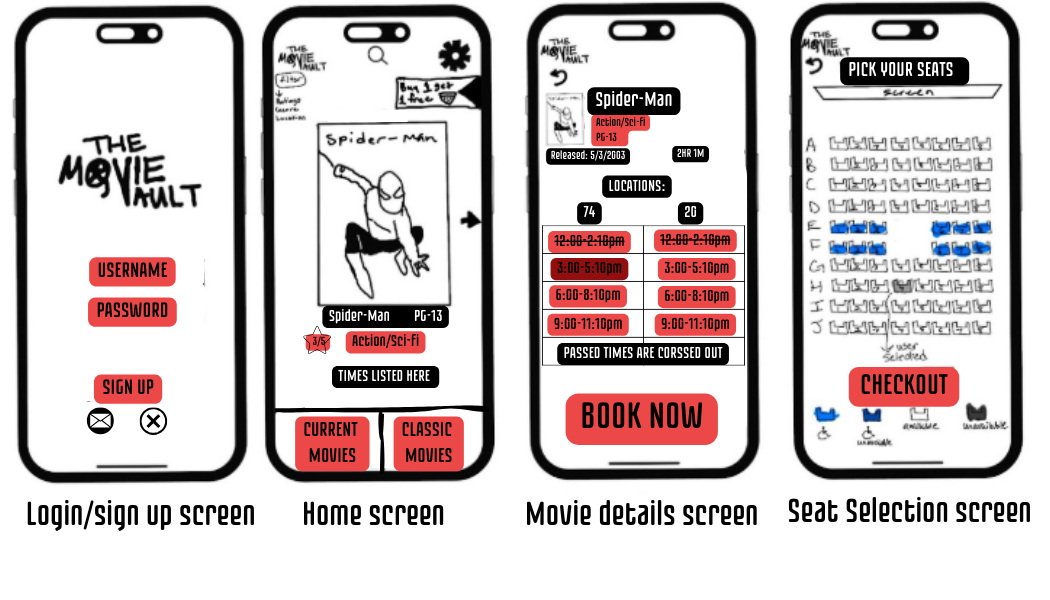 THE
MOVIE
VAULT
USERNAME
PASSWORD
SIGN UP
Login/sign up screen
THE
MOVIE
VAULT
filter
Ratings
Genre
Location
Buy 1 get
1 free
Spider-Man
Spider-Man PG-13
3/5 Action/Sci-Fi
TIMES LISTED HERE
CURRENT
MOVIES
CLASSIC
MOVIES
Home screen
THE
MOVIE
VAULT
Spider-Man
Action/Sci-Fi
PG-13
Released: 5/3/2003 2HR 1M
LOCATIONS:
74 20
12:00-2:10pm 12:00-2:10pm
3:00-5:10pm 3:00-5:10pm
6:00-8:10pm 6:00-8:10pm
9:00-11:10pm 9:00-11:10pm
PASSED TIMES ARE CORSSED OUT
BOOK NOW
Movie details screen
THE
MOVIE
VAULT
PICK YOUR SEATS
screen
A
B
C
D
E
F
G
H
I
J
user
selected
CHECKOUT
available
unavailable
unavailable
Seat Selection screen